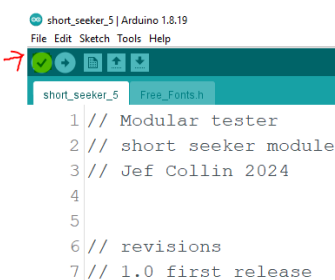 short_seeker_5 | Arduino 1.8.19
File Edit Sketch Tools Help
short_seeker_5 Free_Fonts.h
1 // Modular tester
2 // short seeker module
3 // Jef Collin 2024
4
5
6 // revisions
7 // 1.0 first release